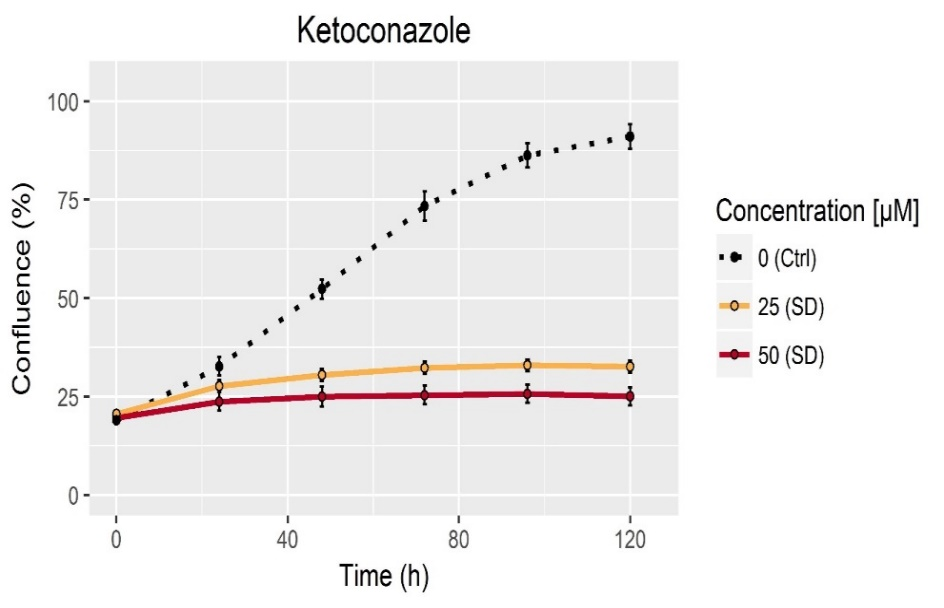 Ketoconazole
Confluence (%)
100
75
50
25
0
0
40
80
120
Time (h)
Concentration [µM]
0 (Ctrl)
25 (SD)
50 (SD)